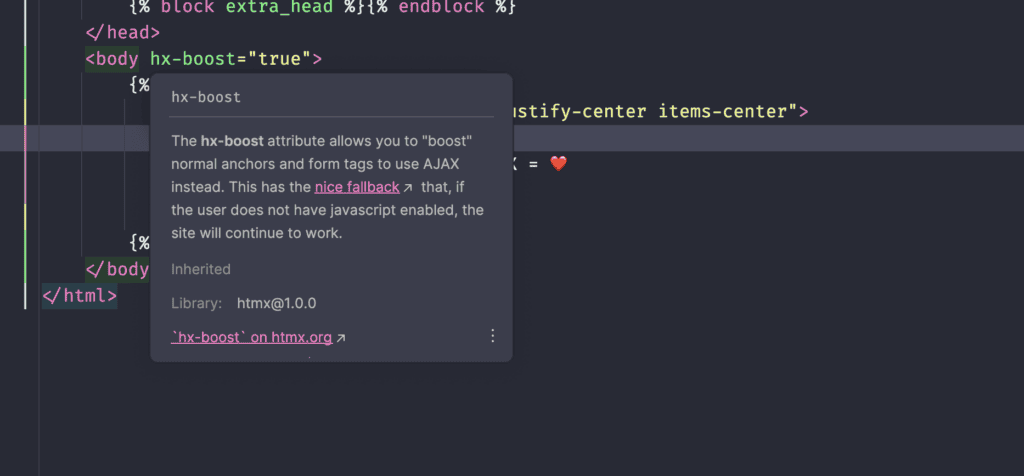 {% block extra_head %}{% endblock %}
</head>
<body hx-boost="true">
{%
hx-boost
justify-center items-center">
The hx-boost attribute allows you to "boost"
normal anchors and form tags to use AJAX
= ❤️
instead. This has the nice fallback↗ that, if
the user does not have javascript enabled, the
site will continue to work.
{%
</body
Inherited
</html>
Library: htmx@1.0.0
`hx-boost` on htmx.org↗